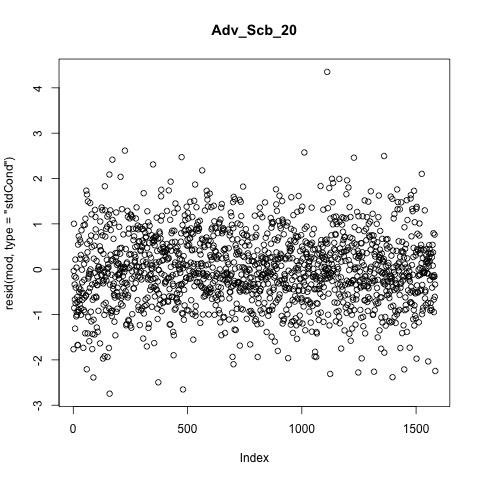 Adv_Scb_20
resid(mod, type = "stdCond")
4
3
2
1
0
-1
-2
-3
0 500 1000 1500
Index